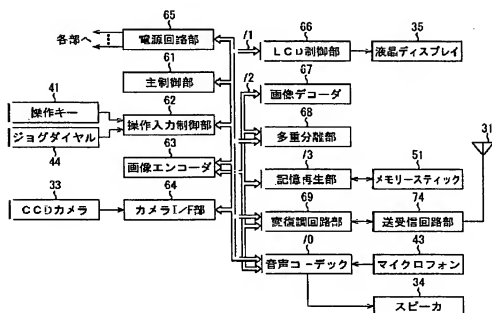 65
各部へ
電源回路部
61
主制御部
41
操作キー
62
操作入力制御部
ジョグダイヤル
44
63
画像エンコーダ
33
CCDカメラ
64
カメラI/F部
71
66
LCD制御部
35
液晶ディスプレイ
72
67
画像デコーダ
68
多重分離部
73
記憶再生部
51
メモリースティック
31
69
変復調回路部
74
送受信回路部
70
音声コーデック
43
マイクロフォン
34
スピーカ